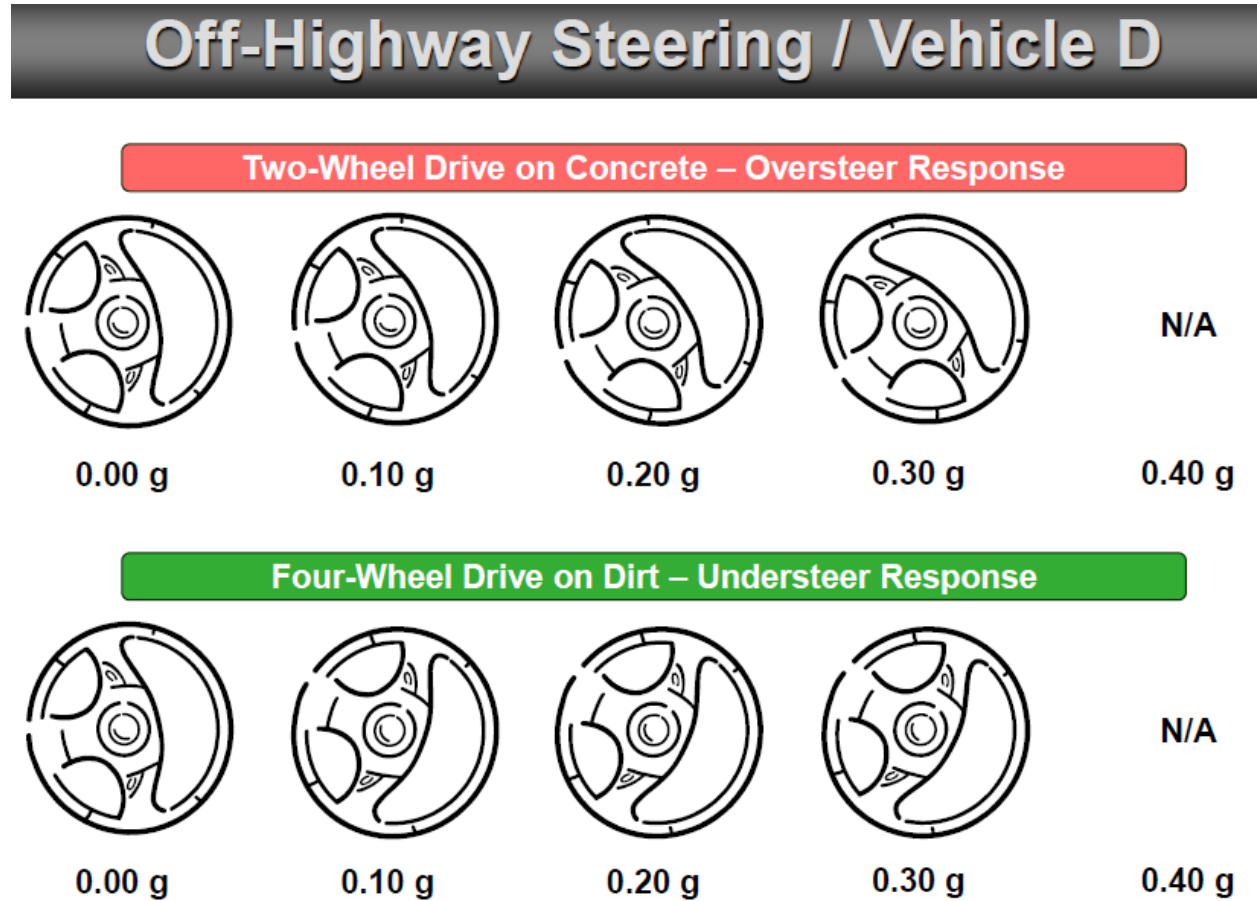 Off-Highway Steering / Vehicle D
Two-Wheel Drive on Concrete – Oversteer Response
N/A
0.00 g 0.10 g 0.20 g 0.30 g 0.40 g
Four-Wheel Drive on Dirt – Understeer Response
N/A
0.00 g 0.10 g 0.20 g 0.30 g 0.40 g